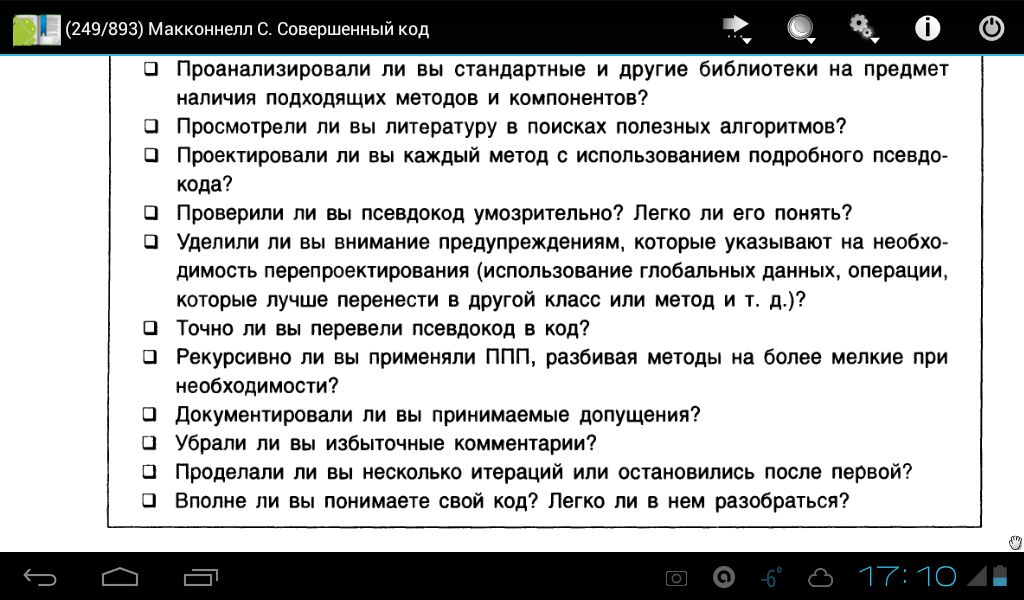 (249/893) Макконнелл С. Совершенный код
Проанализировали ли вы стандартные и другие библиотеки на предмет
наличия подходящих методов и компонентов?
Просмотрели ли вы литературу в поисках полезных алгоритмов?
Проектировали ли вы каждый метод с использованием подробного псевдо-
кода?
Проверили ли вы псевдокод умозрительно? Легко ли его понять?
Уделили ли вы внимание предупреждениям, которые указывают на необхо-
димость перепроектирования (использование глобальных данных, операции,
которые лучше перенести в другой класс или метод и т. д.)?
Точно ли вы перевели псевдокод в код?
Рекурсивно ли вы применяли ППП, разбивая методы на более мелкие при
необходимости?
Документировали ли вы принимаемые допущения?
Убрали ли вы избыточные комментарии?
Проделали ли вы несколько итераций или остановились после первой?
Вполне ли вы понимаете свой код? Легко ли в нем разобраться?
-6° 17:10